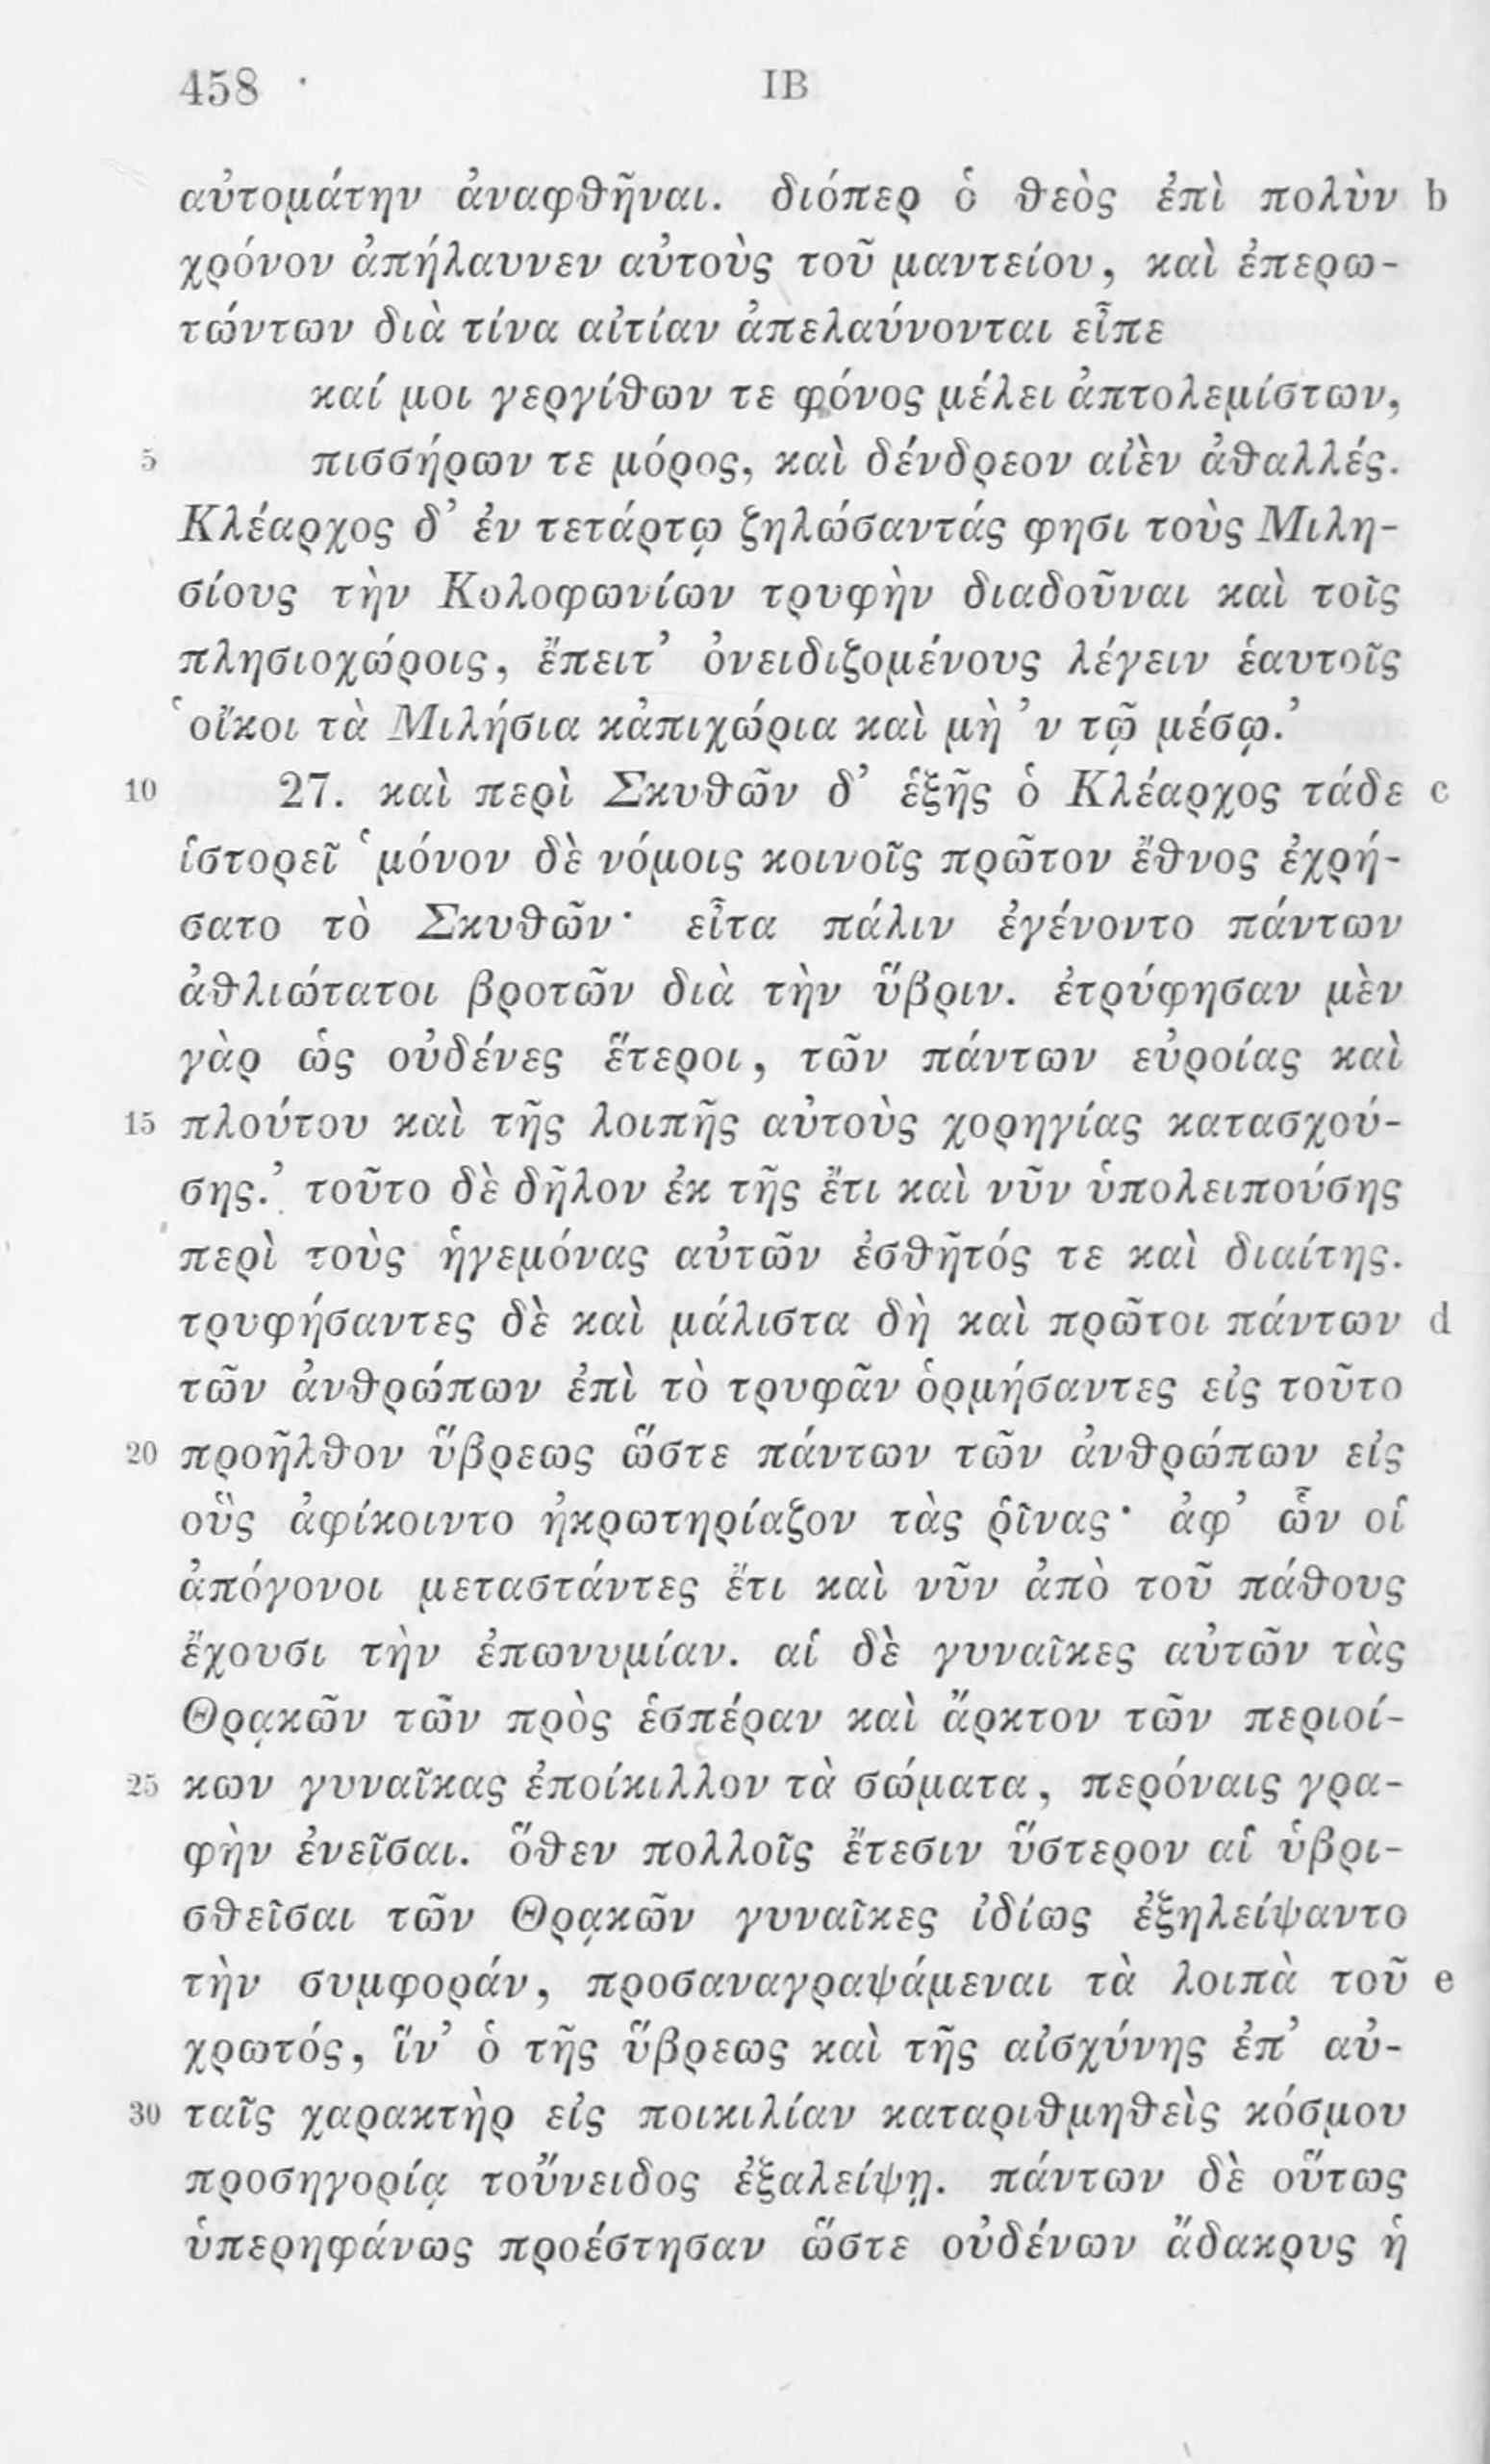 458 IB
αὐτομάτην ἀναφθῆναι. διόπερ ὁ θεὸς ἐπὶ πολὺν b
χρόνον ἀπήλαυνεν αὐτοὺς τοῦ μαντείου, καὶ ἐπερω-
τώντων διὰ τίνα αἰτίαν ἀπελαύνονται εἶπε
καί μοι γεργίθων τε φόνος μέλει ἀπτολεμίστων,
5 πισσήρων τε μόρος, καὶ δένδρεον αἰὲν ἀθαλλές.
Κλέαρχος δ’ ἐν τετάρτῳ ζηλώσαντάς φησι τοὺς Μιλη-
σίους τὴν Κολοφωνίων τρυφὴν διαδοῦναι καὶ τοῖς
πλησιοχώροις, ἔπειτ’ ὀνειδιζομένους λέγειν ἑαυτοῖς
‘οἴκοι τὰ Μιλήσια κἀπιχώρια καὶ μὴ ’ν τῷ μέσῳ.’
10 27. καὶ περὶ Σκυθῶν δ’ ἑξῆς ὁ Κλέαρχος τάδε c
ἱστορεῖ ‘μόνον δὲ νόμοις κοινοῖς πρῶτον ἔθνος ἐχρή-
σατο τὸ Σκυθῶν· εἶτα πάλιν ἐγένοντο πάντων
ἀθλιώτατοι βροτῶν διὰ τὴν ὕβριν. ἐτρύφησαν μὲν
γὰρ ὡς οὐδένες ἕτεροι, τῶν πάντων εὐροίας καὶ
15 πλούτου καὶ τῆς λοιπῆς αὐτοὺς χορηγίας κατασχού-
σης.’ τοῦτο δὲ δῆλον ἐκ τῆς ἔτι καὶ νῦν ὑπολειπούσης
περὶ τοὺς ἡγεμόνας αὐτῶν ἐσθῆτός τε καὶ διαίτης.
τρυφήσαντες δὲ καὶ μάλιστα δὴ καὶ πρῶτοι πάντων d
τῶν ἀνθρώπων ἐπὶ τὸ τρυφᾶν ὁρμήσαντες εἰς τοῦτο
20 προῆλθον ὕβρεως ὥστε πάντων τῶν ἀνθρώπων εἰς
οὓς ἀφίκοιντο ἠκρωτηρίαζον τὰς ῥῖνας· ἀφ’ ὧν οἱ
ἀπόγονοι μεταστάντες ἔτι καὶ νῦν ἀπὸ τοῦ πάθους
ἔχουσι τὴν ἐπωνυμίαν. αἱ δὲ γυναῖκες αὐτῶν τὰς
Θρᾳκῶν τῶν πρὸς ἑσπέραν καὶ ἄρκτον τῶν περιοί-
25 κων γυναῖκας ἐποίκιλλον τὰ σώματα, περόναις γρα-
φὴν ἐνεῖσαι. ὅθεν πολλοῖς ἔτεσιν ὕστερον αἱ ὑβρι-
σθεῖσαι τῶν Θρᾳκῶν γυναῖκες ἰδίως ἐξηλείψαντο
τὴν συμφοράν, προσαναγραψάμεναι τὰ λοιπὰ τοῦ e
χρωτός, ἵν’ ὁ τῆς ὕβρεως καὶ τῆς αἰσχύνης ἐπ’ αὐ-
30 ταῖς χαρακτὴρ εἰς ποικιλίαν καταριθμηθεὶς κόσμου
προσηγορίᾳ τοὔνειδος ἐξαλείψῃ. πάντων δὲ οὕτως
ὑπερηφάνως προέστησαν ὥστε οὐδένων ἄδακρυς ἡ